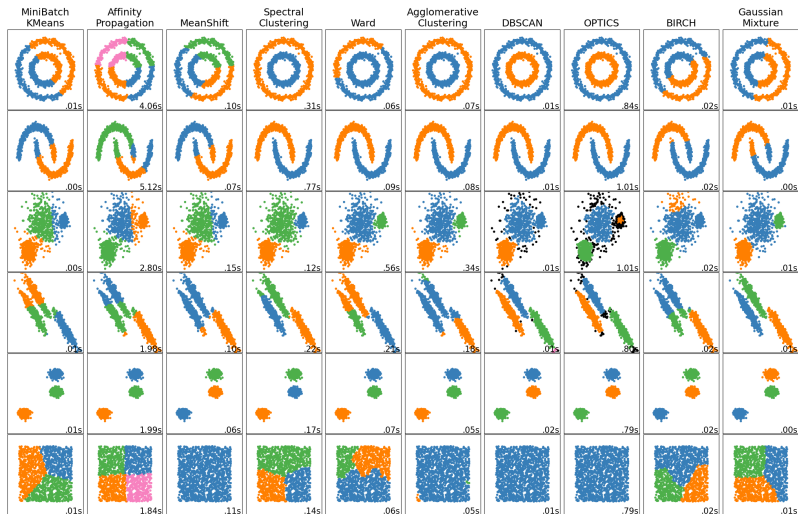 MiniBatch
KMeans
Affinity
Propagation
MeanShift
Spectral
Clustering
Ward
Agglomerative
Clustering
DBSCAN
OPTICS
BIRCH
Gaussian
Mixture
.01s
4.06s
.10s
.31s
.06s
.07s
.01s
.84s
.02s
.01s
.00s
5.12s
.07s
.77s
.09s
.08s
.01s
1.01s
.02s
.00s
.00s
2.80s
.15s
.12s
.56s
.34s
.01s
1.01s
.02s
.01s
.01s
1.98s
.10s
.22s
.18s
.01s
.80s
.02s
.01s
.01s
1.99s
.06s
.17s
.07s
.05s
.02s
.79s
.02s
.00s
.01s
1.84s
.11s
.14s
.06s
.05s
.01s
.79s
.02s
.01s